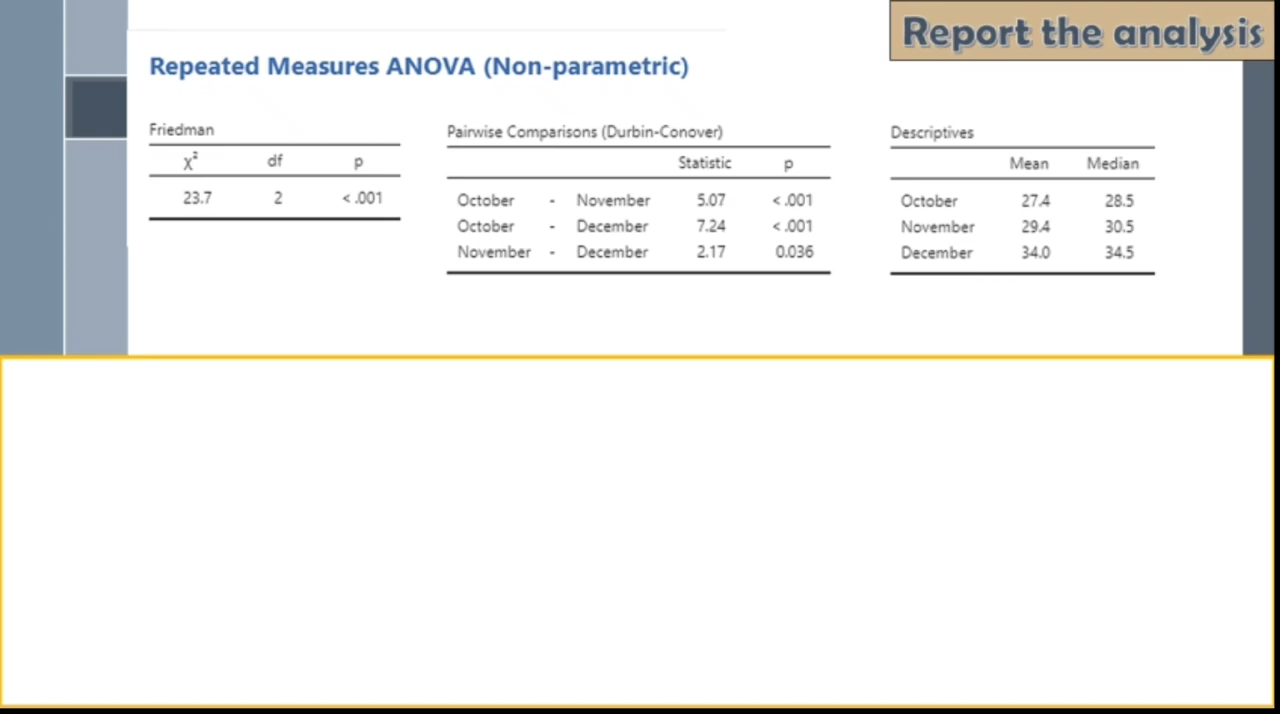 Report the analysis
Repeated Measures ANOVA (Non-parametric)
Friedman
χ² df p
23.7 2 < .001
Pairwise Comparisons (Durbin-Conover)
Statistic p
October - November 5.07 < .001
October - December 7.24 < .001
November - December 2.17 0.036
Descriptives
Mean Median
October 27.4 28.5
November 29.4 30.5
December 34.0 34.5